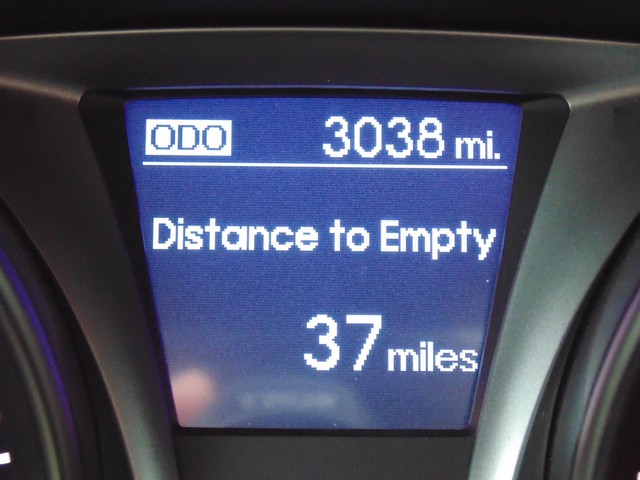 ODO 3038 mi.
Distance to Empty
37 miles